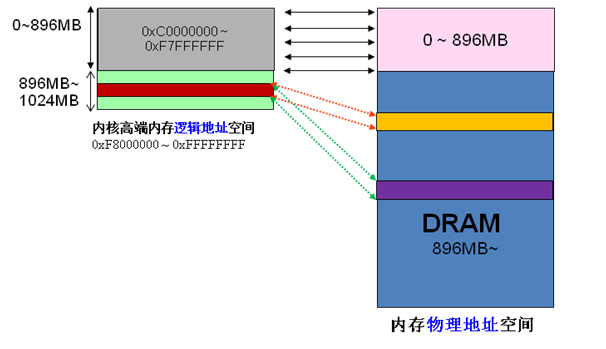 0~896MB
0xC0000000～
0xF7FFFFFF
896MB~
1024MB
内核高端内存逻辑地址空间
0xF8000000～0xFFFFFFFF
0 ~ 896MB
DRAM
896MB~
内存物理地址空间